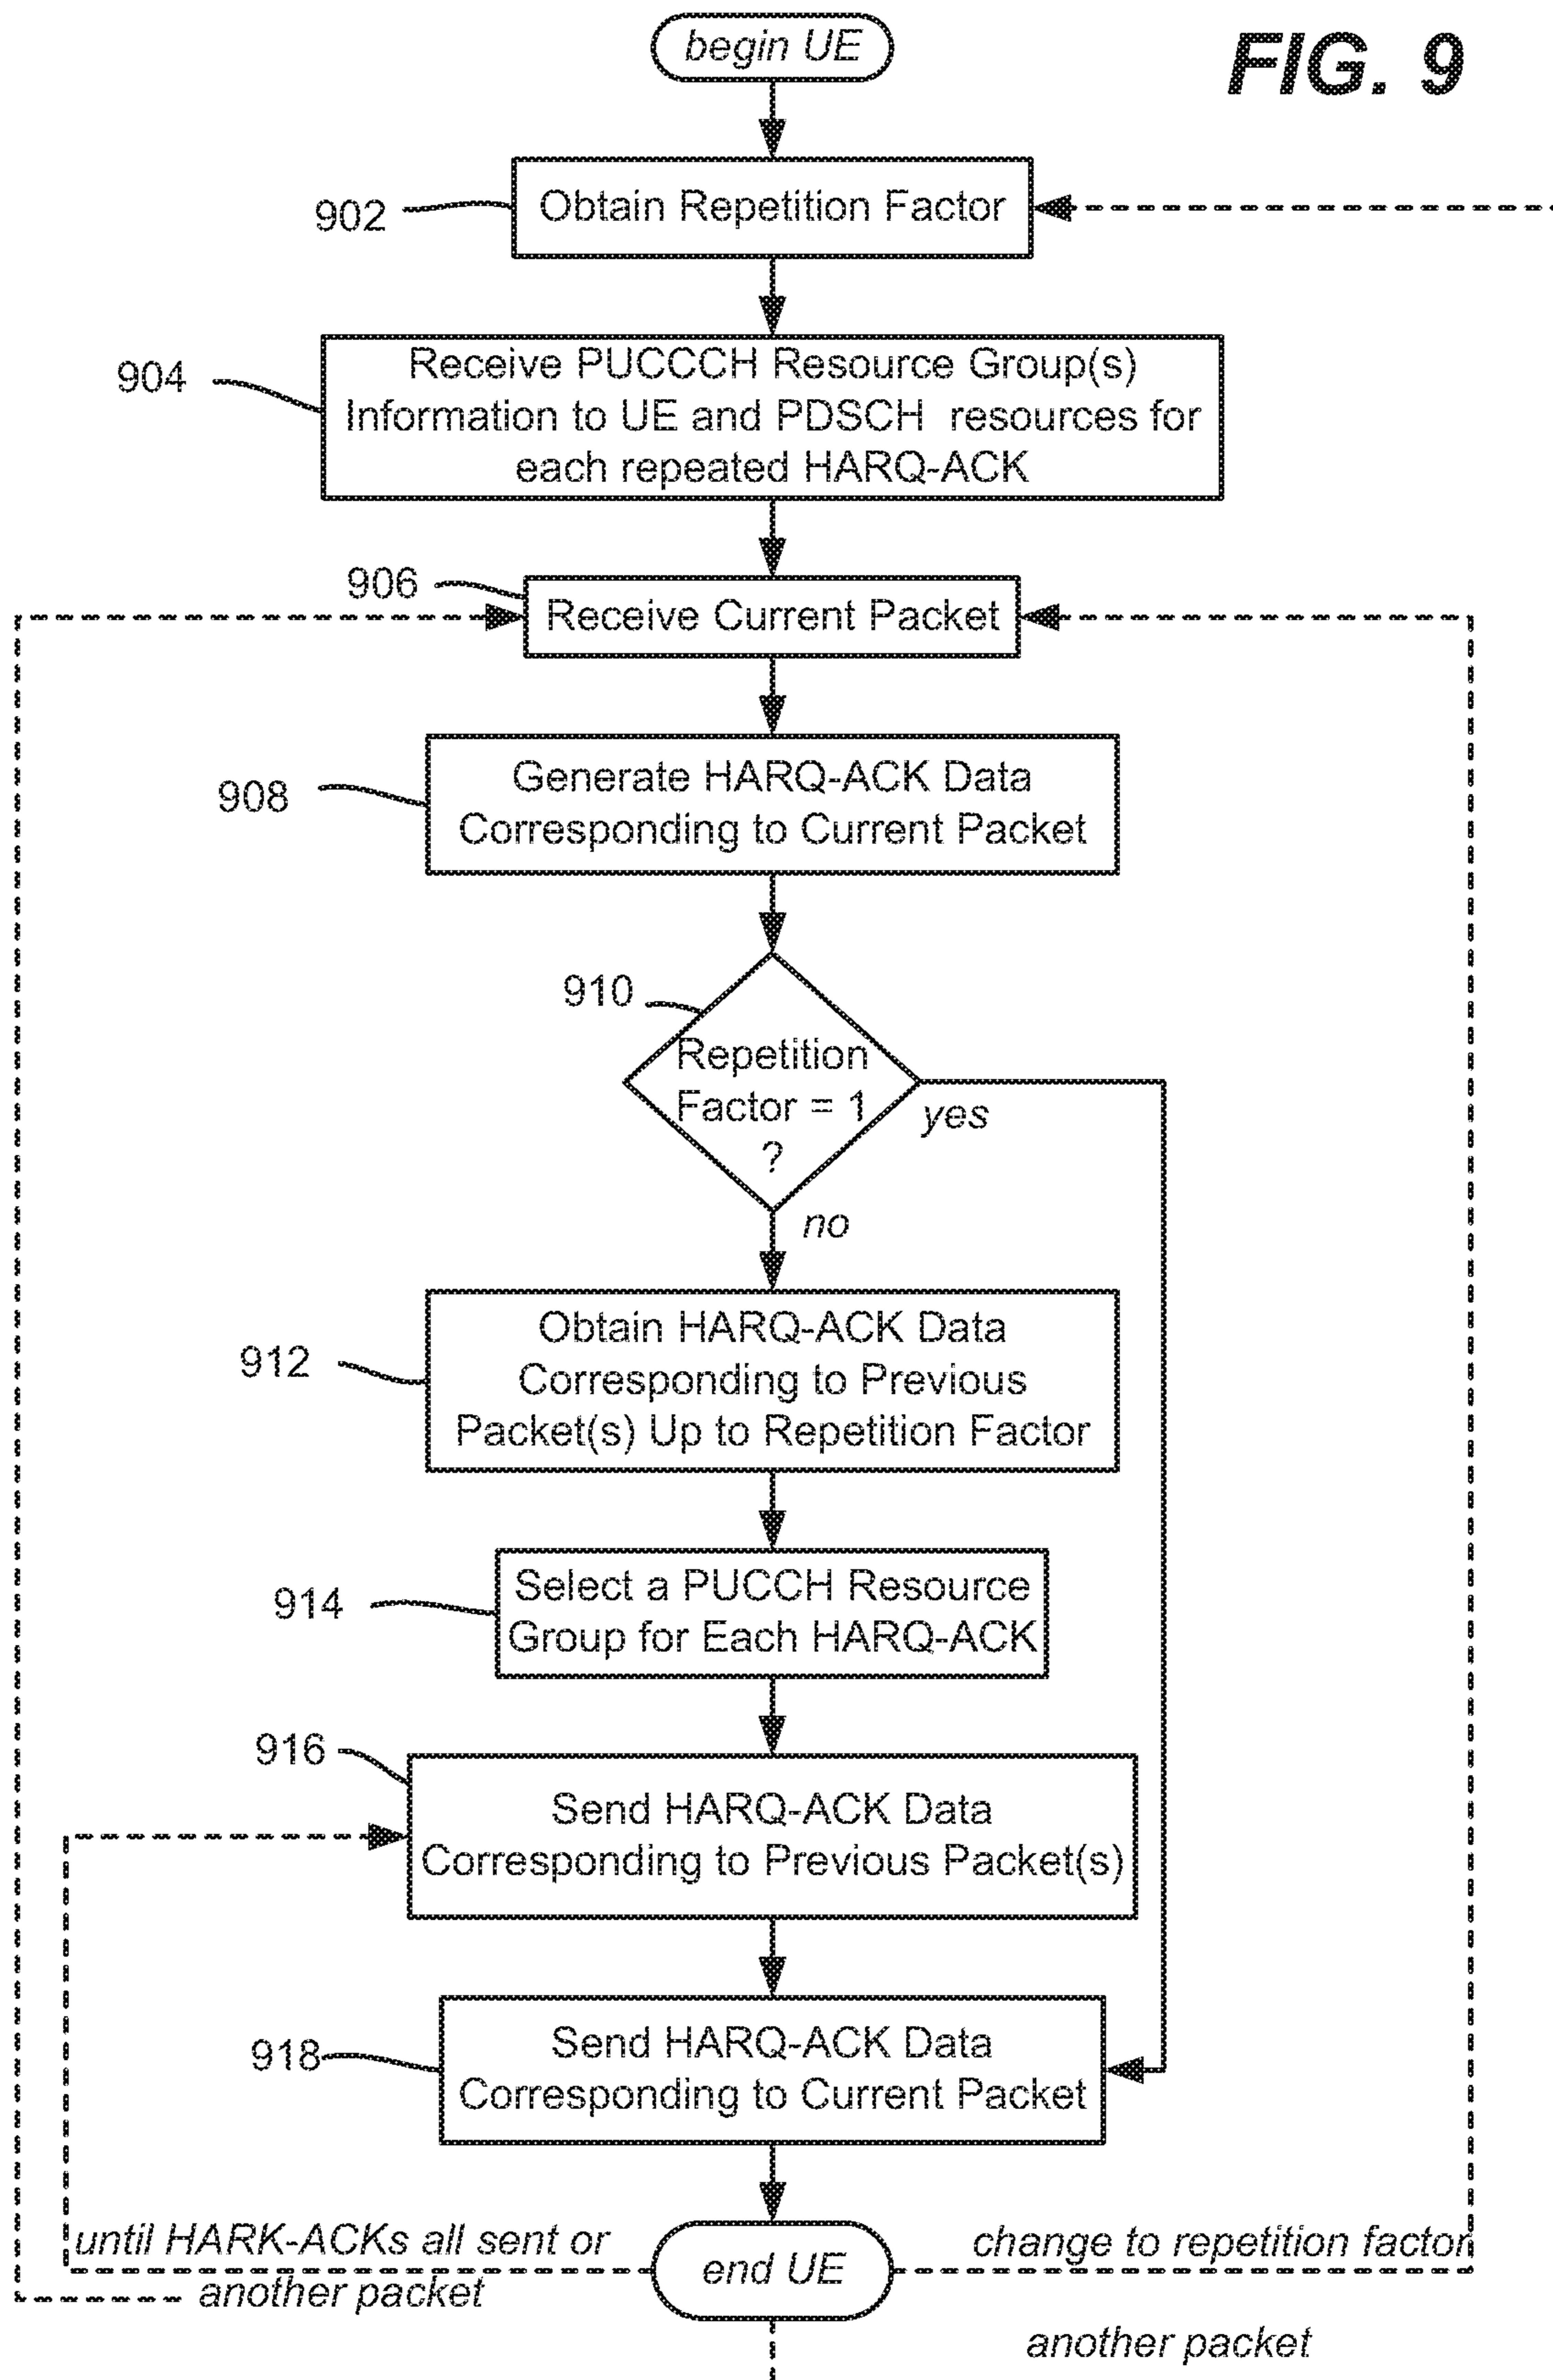 begin UE
FIG. 9
902
Obtain Repetition Factor
904
Receive PUCCCH Resource Group(s)
Information to UE and PDSCH resources for
each repeated HARQ-ACK
906
Receive Current Packet
908
Generate HARQ-ACK Data
Corresponding to Current Packet
910
Repetition
Factor = 1
?
yes
no
912
Obtain HARQ-ACK Data
Corresponding to Previous
Packet(s) Up to Repetition Factor
914
Select a PUCCH Resource
Group for Each HARQ-ACK
916
Send HARQ-ACK Data
Corresponding to Previous Packet(s)
918
Send HARQ-ACK Data
Corresponding to Current Packet
until HARK-ACKs all sent or
another packet
end UE
change to repetition factor
another packet